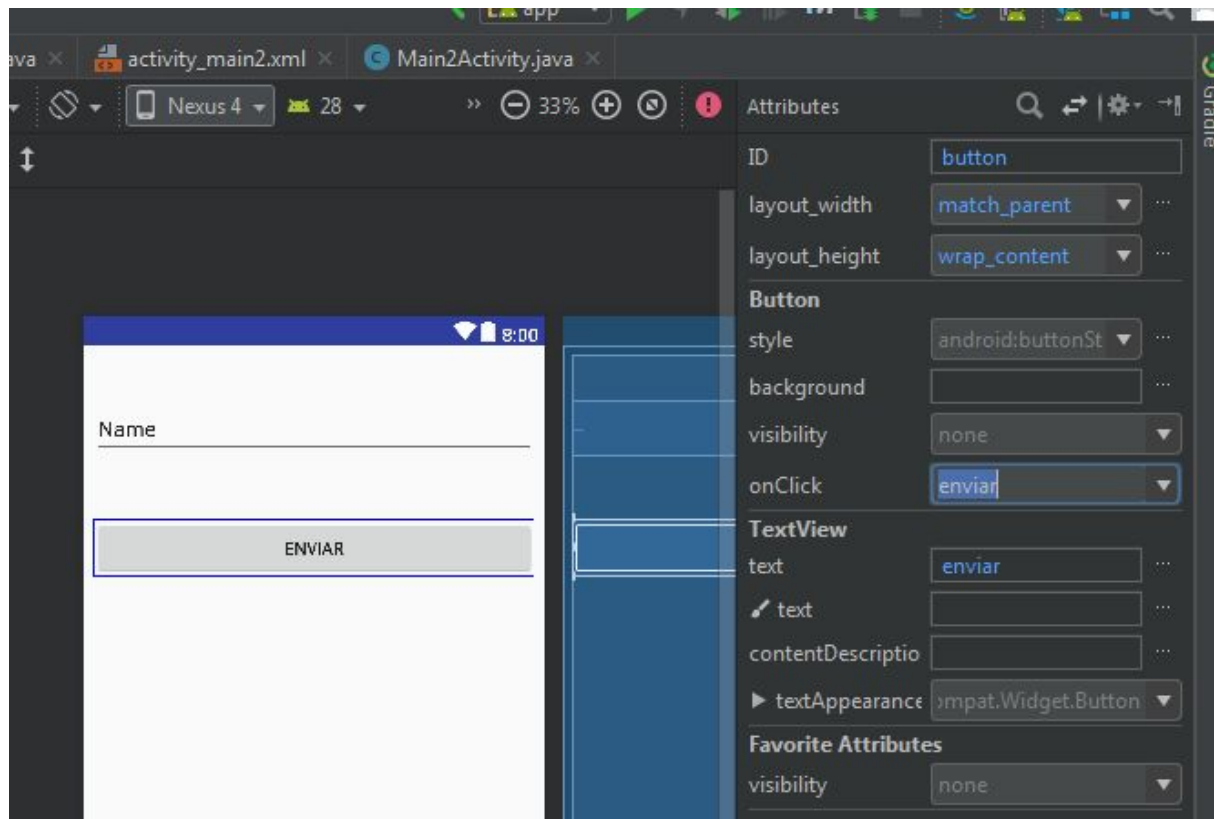 app
ava activity_main2.xml Main2Activity.java
Nexus 4 28 33% Attributes
Gradle
ID button
layout_width match_parent
layout_height wrap_content
Button
8:00
style android:buttonSt
background
Name
visibility none
onClick enviar
TextView
ENVIAR
text enviar
text
contentDescriptio
textAppearance ompat.Widget.Button
Favorite Attributes
visibility none